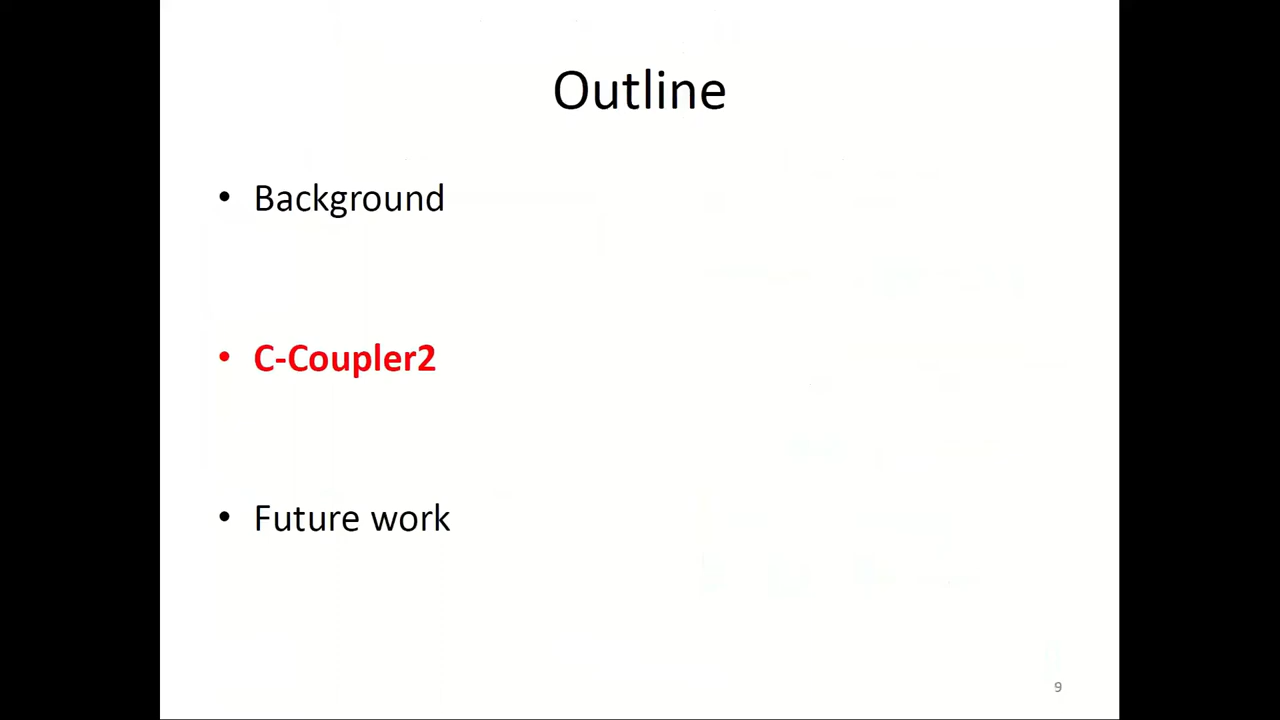 Outline
• Background
• C-Coupler2
• Future work
9